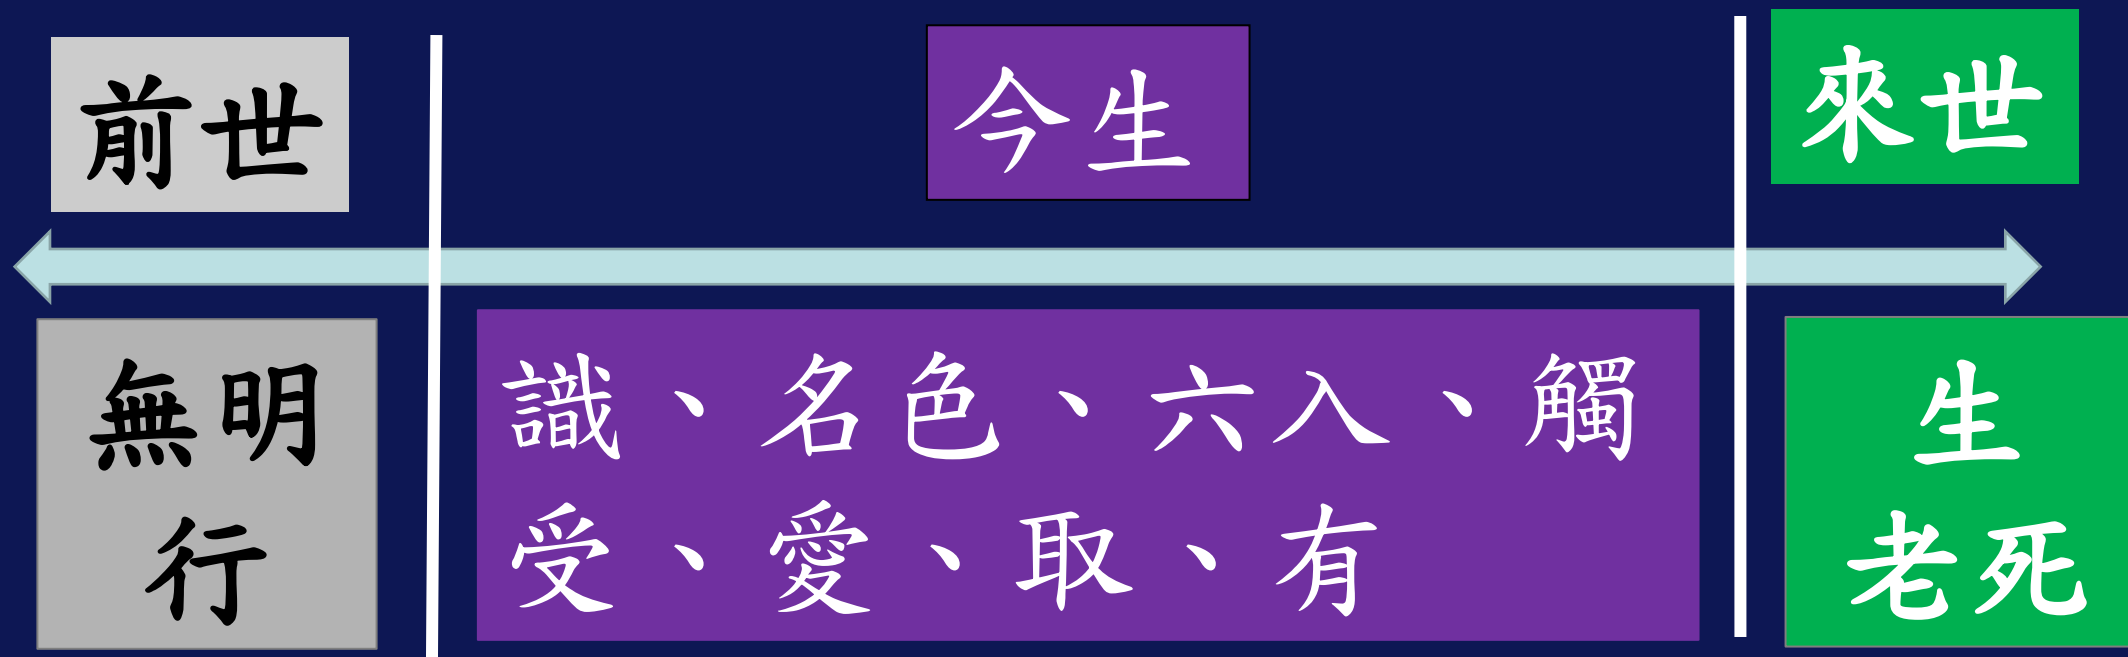 前世
今生
來世
無明
行
識、名色、六入、觸
受、愛、取、有
生
老死